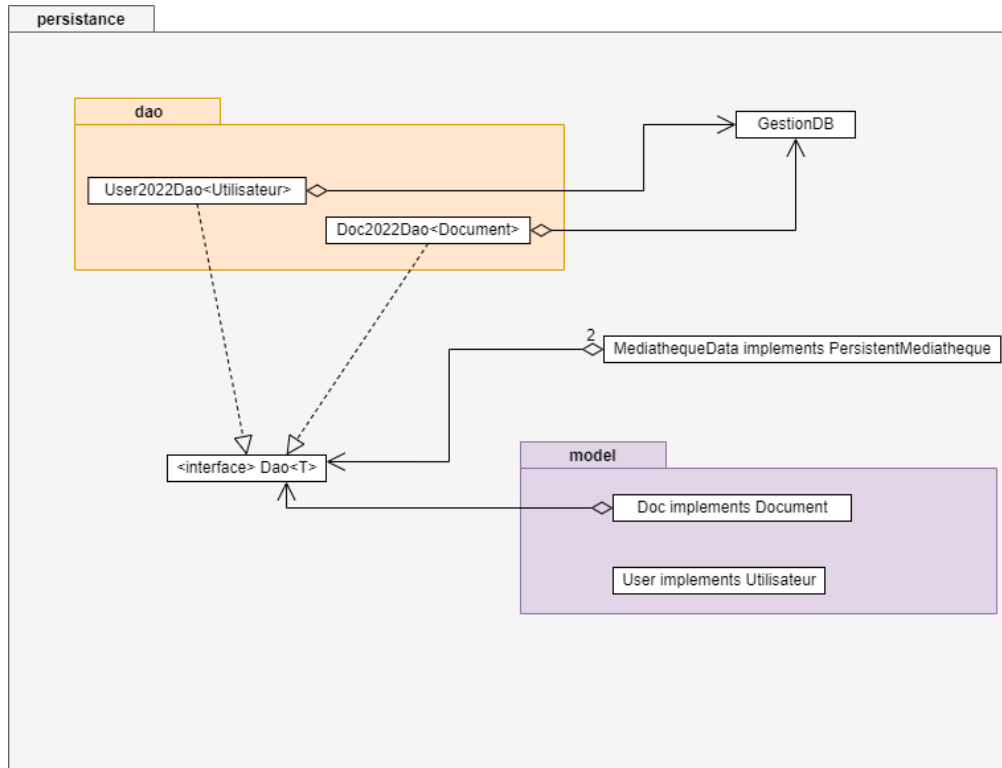 persistance
dao
GestionDB
User2022Dao<Utilisateur>
Doc2022Dao<Document>
2
MediathequeData implements PersistentMediatheque
model
<interface> Dao<T>
Doc implements Document
User implements Utilisateur